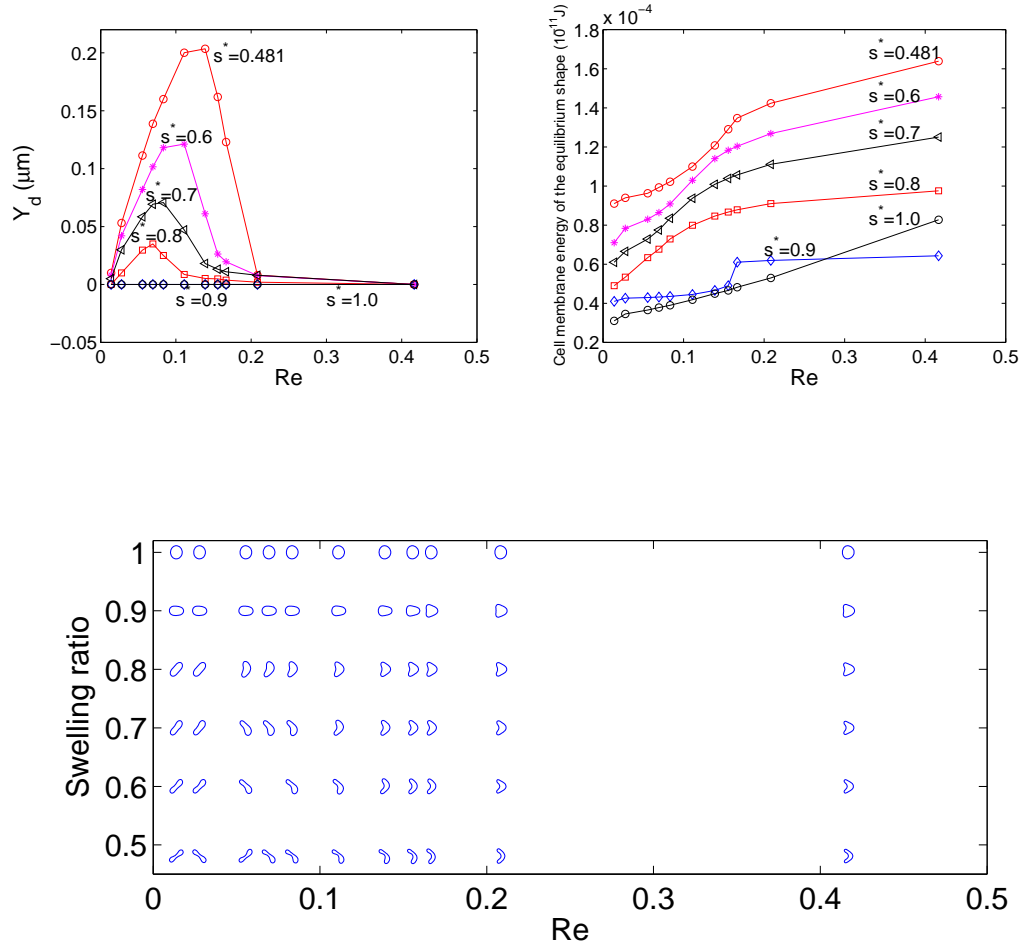 0.2
0.15
0.1
0.05
0
−0.05
0
0.1
0.2
0.3
0.4
0.5
Re
Y_d (μm)
s*=0.481
s*=0.6
s*=0.7
s*=0.8
s*=0.9
s*=1.0
x 10^−4
1.8
1.6
1.4
1.2
1
0.8
0.6
0.4
0.2
0
0.1
0.2
0.3
0.4
0.5
Re
Cell membrane energy of the equilibrium shape (10^11J)
s*=0.481
s*=0.6
s*=0.7
s*=0.8
s*=1.0
s*=0.9
1
0.9
0.8
0.7
0.6
0.5
0
0.1
0.2
0.3
0.4
0.5
Re
Swelling ratio